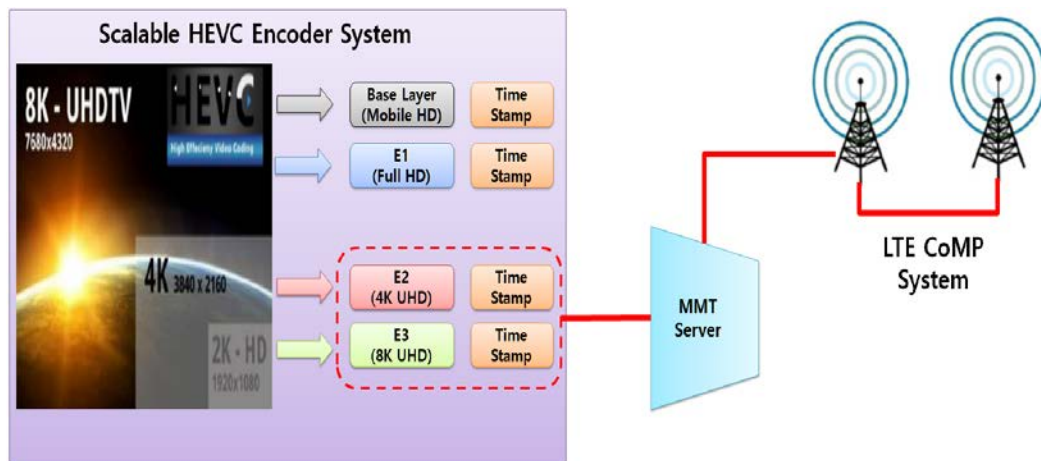 Scalable HEVC Encoder System
8K - UHDTV
7680x4320
HEVC
High Effecieny Video Coding
4K 3840 x 2160
2K - HD
1920x1080
Base Layer
(Mobile HD)
Time
Stamp
E1
(Full HD)
Time
Stamp
E2
(4K UHD)
Time
Stamp
E3
(8K UHD)
Time
Stamp
MMT
Server
LTE CoMP
System